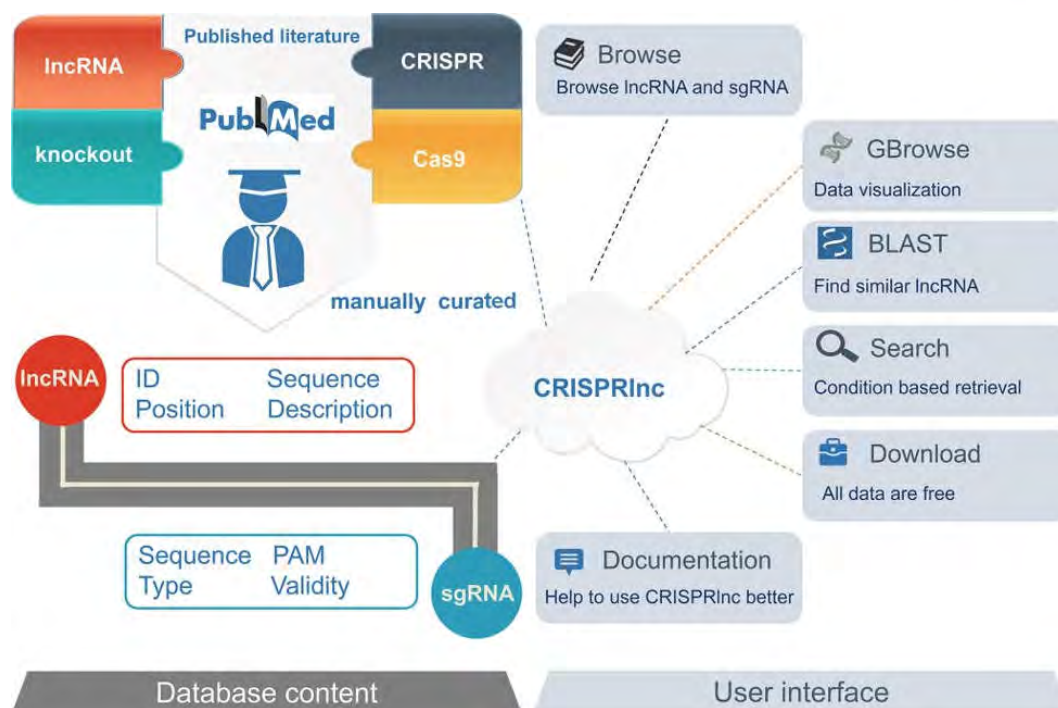 Published literature
lncRNA
CRISPR
PubMed
knockout
Cas9
manually curated
lncRNA
ID Sequence
Position Description
Sequence PAM
Type Validity
sgRNA
Database content
CRISPRlnc
Browse
Browse lncRNA and sgRNA
GBrowse
Data visualization
BLAST
Find similar lncRNA
Search
Condition based retrieval
Download
All data are free
Documentation
Help to use CRISPRlnc better
User interface